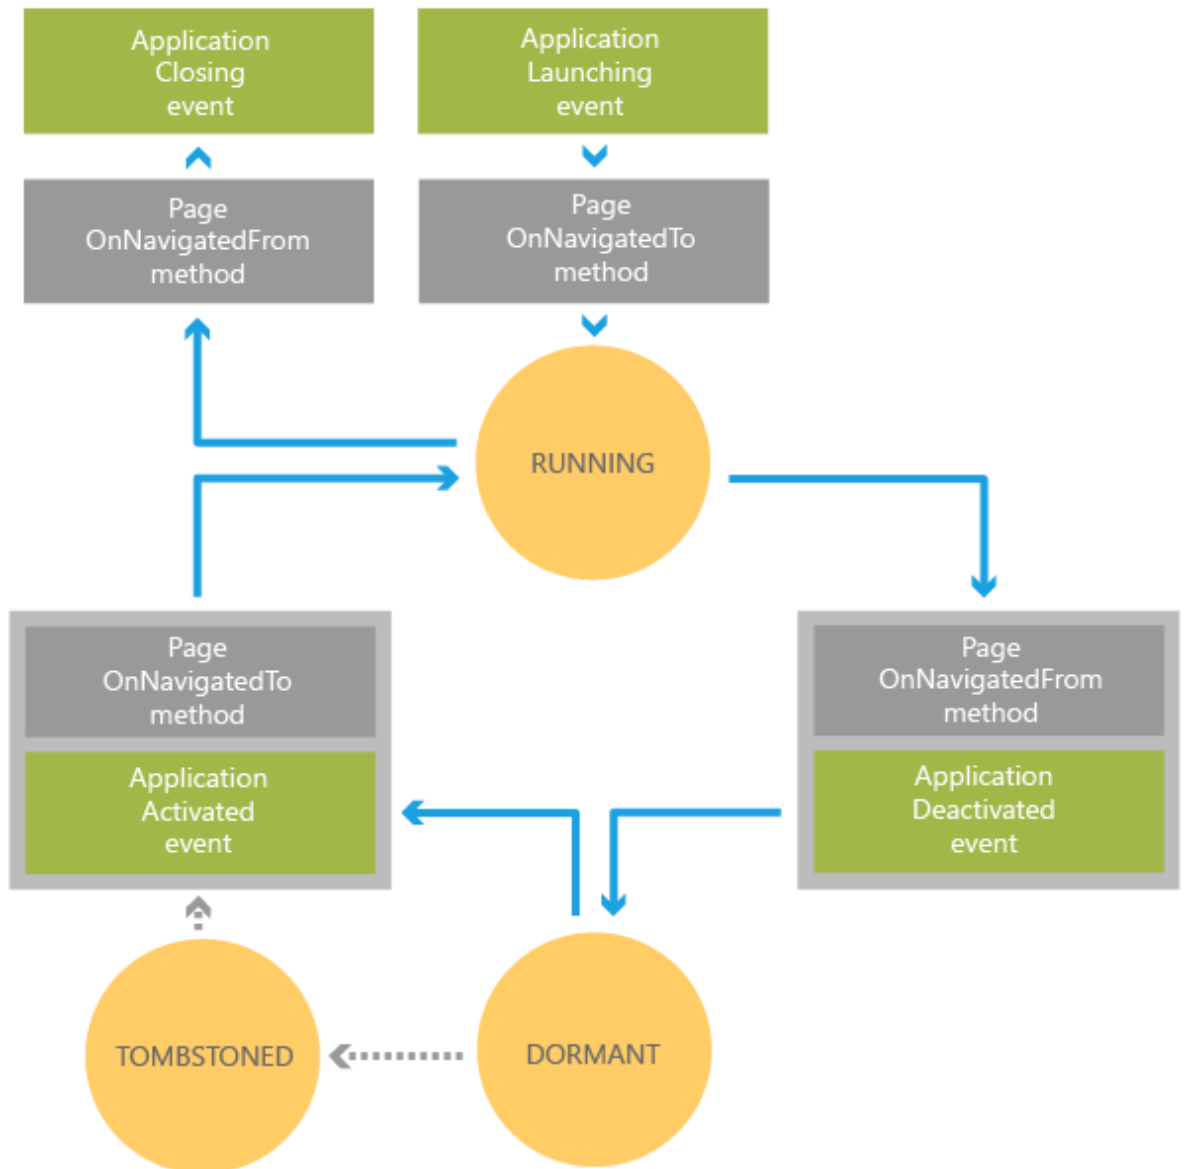 Application
Closing
event
Application
Launching
event
Page
OnNavigatedFrom
method
Page
OnNavigatedTo
method
RUNNING
Page
OnNavigatedTo
method
Application
Activated
event
Page
OnNavigatedFrom
method
Application
Deactivated
event
TOMBSTONED
DORMANT